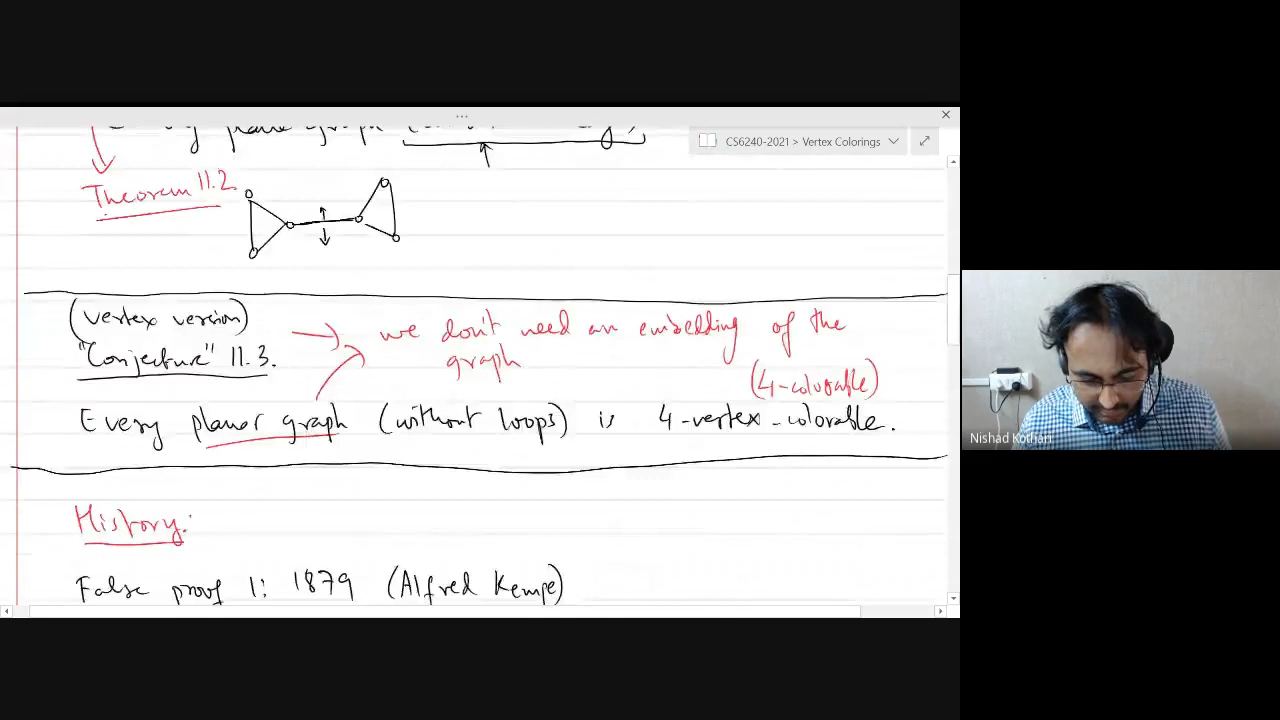 plane graph
CS6240-2021 > Vertex Colorings
Theorem 11.2.
(vertex version)
"Conjecture" 11.3.
we don't need an embedding of the
graph
(4-colorable)
Every planar graph (without loops) is 4-vertex-colorable.
History:
False proof 1: 1879 (Alfred Kempe)
Nishad Kothari